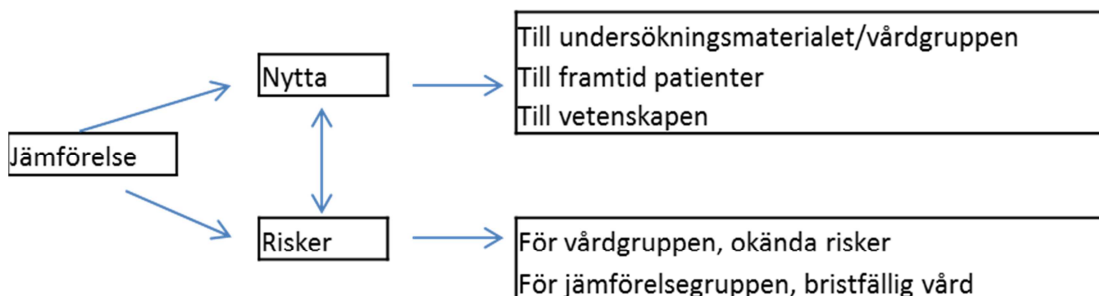 Jämförelse
Nytta
Till undersökningsmaterialet/vårdgruppen
Till framtid patienter
Till vetenskapen
Risker
För vårdgruppen, okända risker
För jämförelsegruppen, bristfällig vård